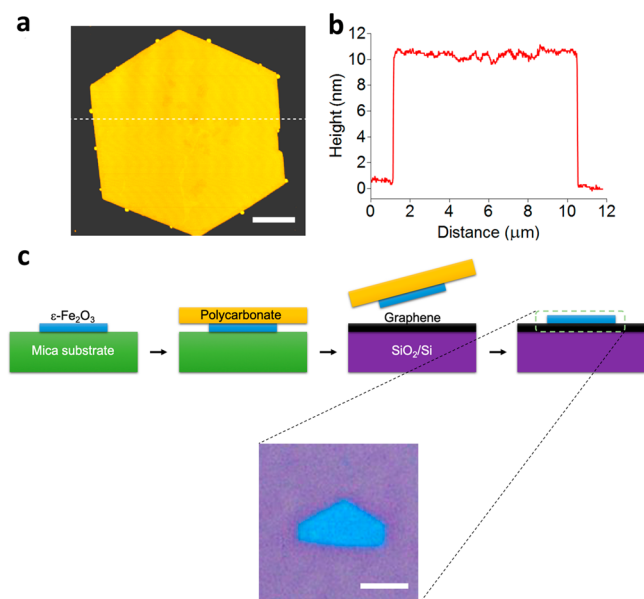 a
b
12
10
8
6
4
2
0
Height (nm)
0 2 4 6 8 10 12
Distance (μm)
c
ε-Fe₂O₃
Mica substrate
Polycarbonate
Graphene
SiO₂/Si